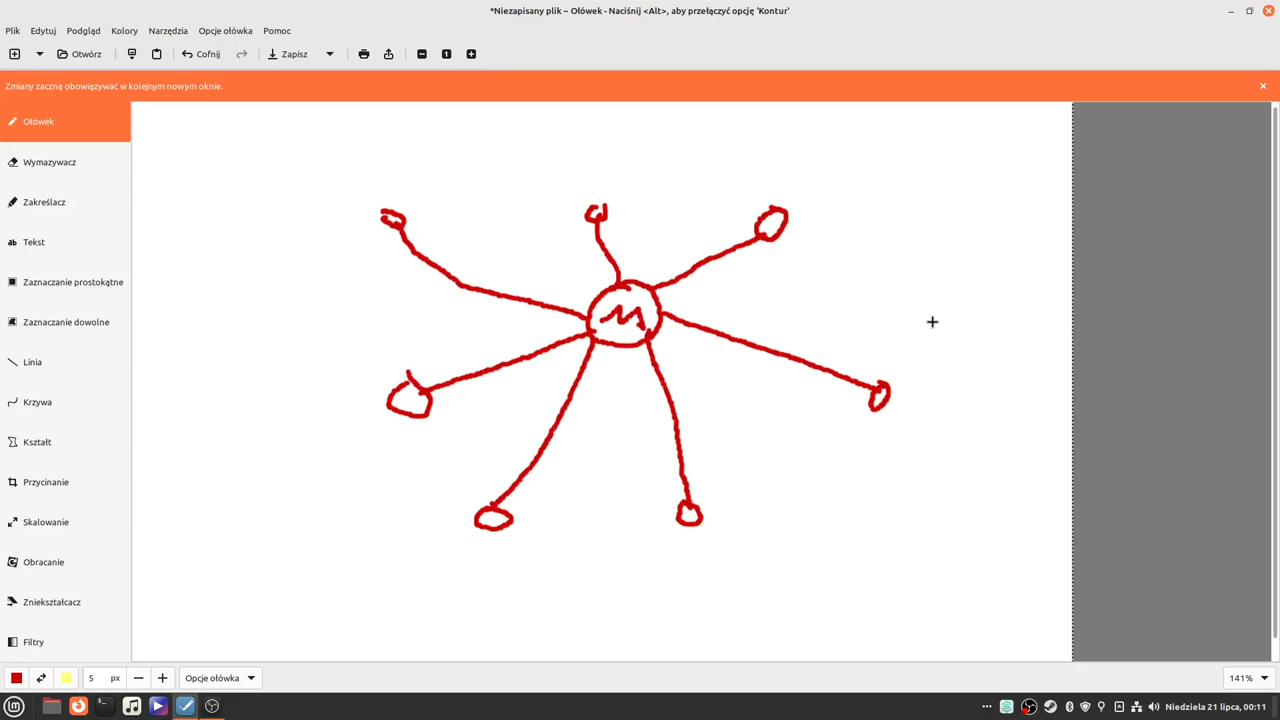 *Niezapisany plik ~ Ołówek - Naciśnij <Alt>, aby przełączyć opcję 'Kontur'
Plik Edytuj Podgląd Kolory Narzędzia Opcje ołówka Pomoc
Otwórz Cofnij Zapisz 1
Zmiany zaczną obowiązywać w kolejnym nowym oknie.
Ołówek
Wymazywacz
Zakreślacz
ab Tekst
Zaznaczanie prostokątne
Zaznaczanie dowolne
Linia
Krzywa
Kształt
Przycinanie
Skalowanie
Obracanie
Zniekształcacz
Filtry
M
5 px Opcje ołówka 141%
Niedziela 21 lipca, 00:11